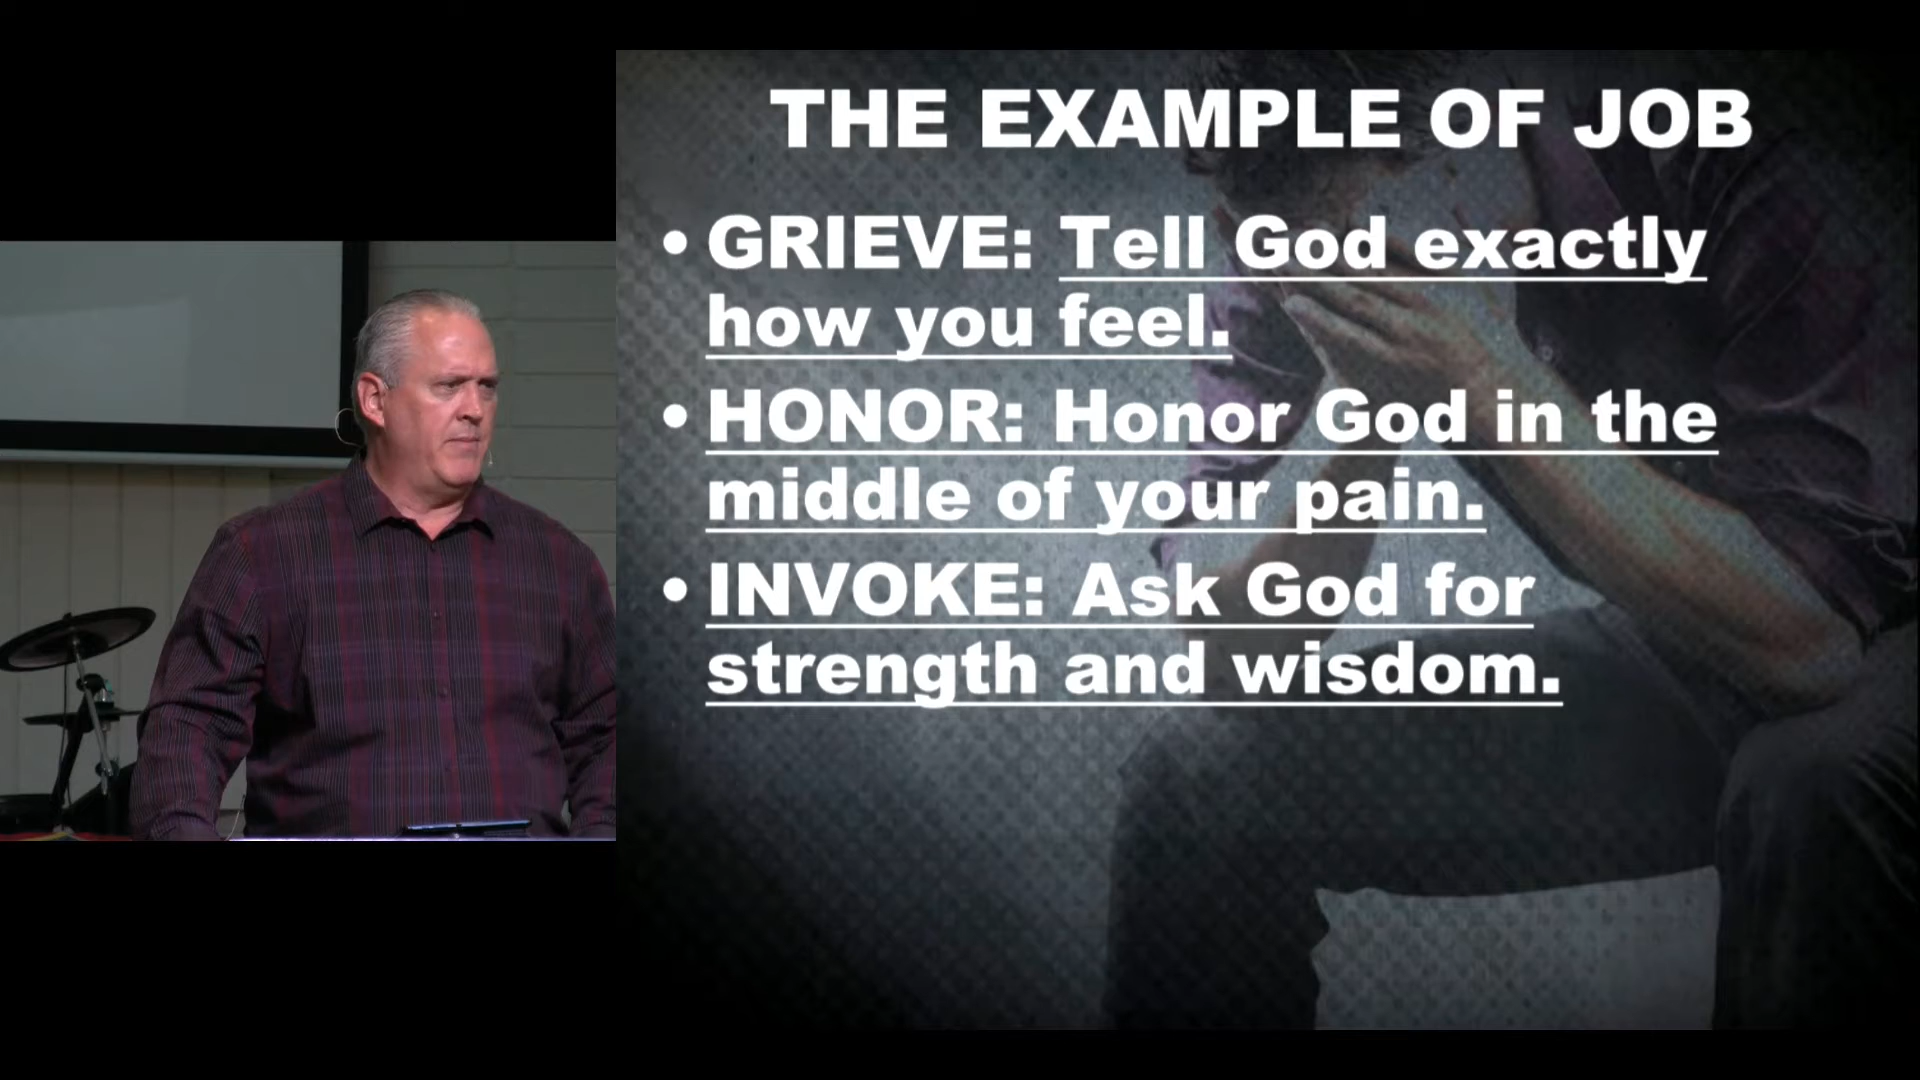 THE EXAMPLE OF JOB
• GRIEVE: Tell God exactly
how you feel.
• HONOR: Honor God in the
middle of your pain.
• INVOKE: Ask God for
strength and wisdom.